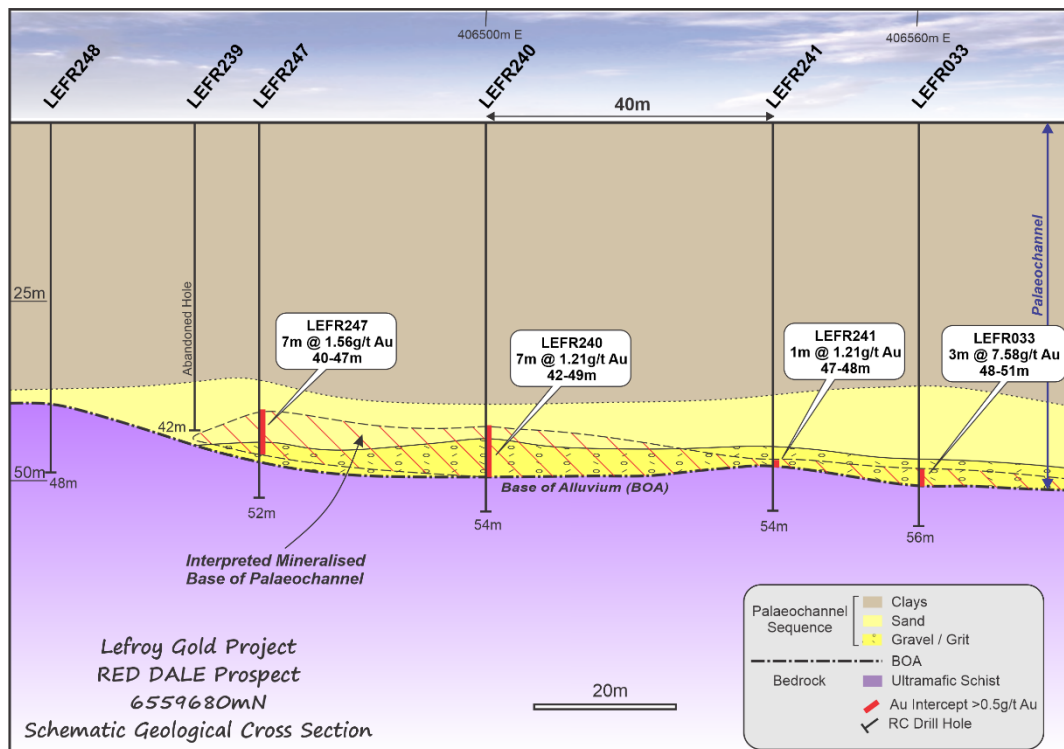 406500m E
406560m E
LEFR248
LEFR239
LEFR247
LEFR240
LEFR241
LEFR033
40m
Palaeochannel
25m
Abandoned Hole
LEFR247
7m @ 1.56g/t Au
40-47m
LEFR240
7m @ 1.21g/t Au
42-49m
LEFR241
1m @ 1.21g/t Au
47-48m
LEFR033
3m @ 7.58g/t Au
48-51m
42m
50m
48m
Base of Alluvium (BOA)
52m
54m
54m
56m
Interpreted Mineralised
Base of Palaeochannel
Lefroy Gold Project
RED DALE Prospect
6559680mN
Schematic Geological Cross Section
20m
Palaeochannel
Sequence
Clays
Sand
Gravel / Grit
BOA
Bedrock
Ultramafic Schist
Au Intercept >0.5g/t Au
RC Drill Hole